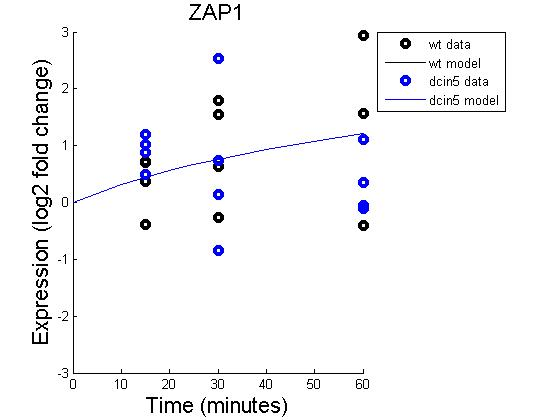 ZAP1
3
2
1
0
-1
-2
-3
Expression (log2 fold change)
0 10 20 30 40 50 60
Time (minutes)
wt data
wt model
dcin5 data
dcin5 model